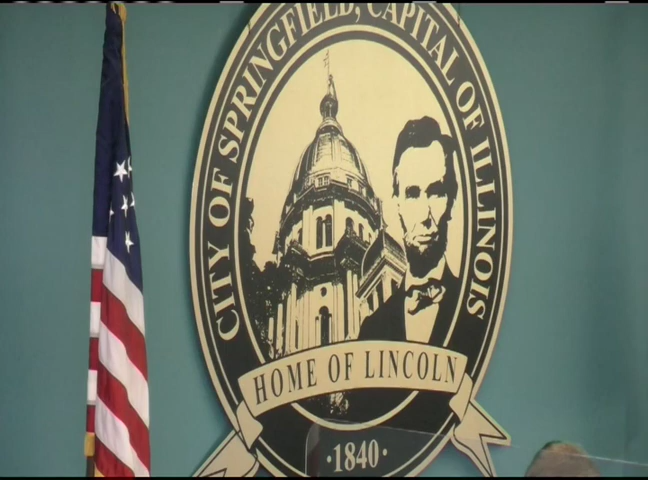 CITY OF SPRINGFIELD, CAPITAL OF ILLINOIS
HOME OF LINCOLN
·1840·